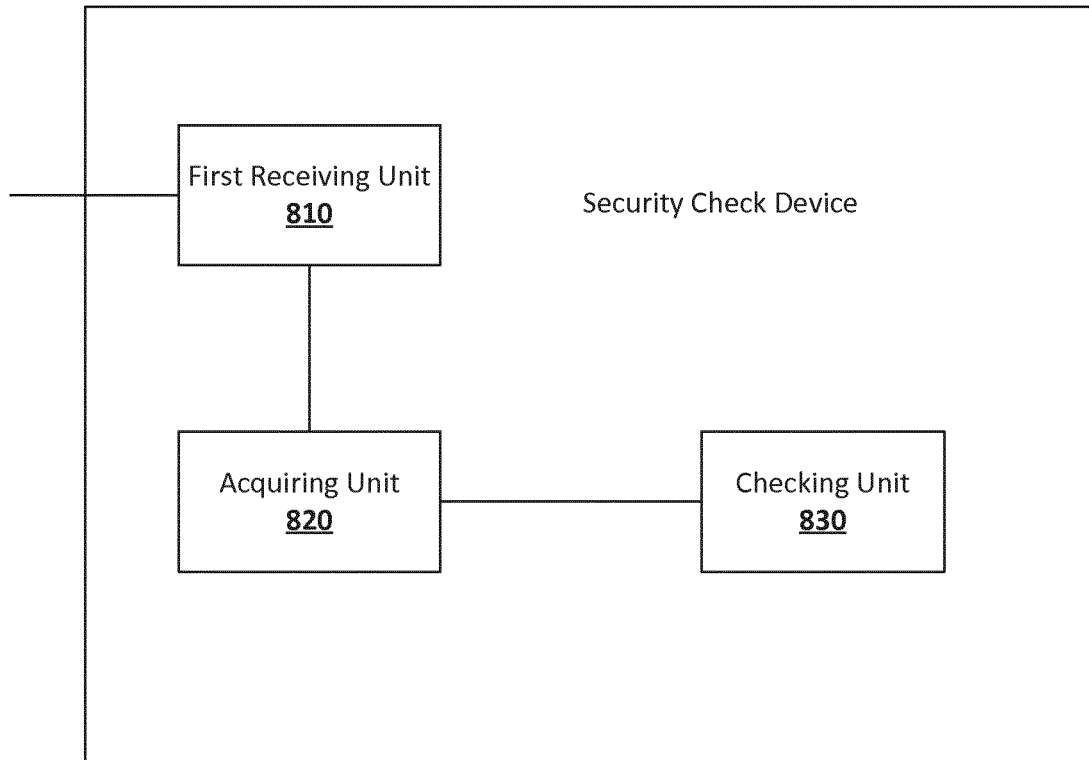 First Receiving Unit
810
Security Check Device
Acquiring Unit
820
Checking Unit
830